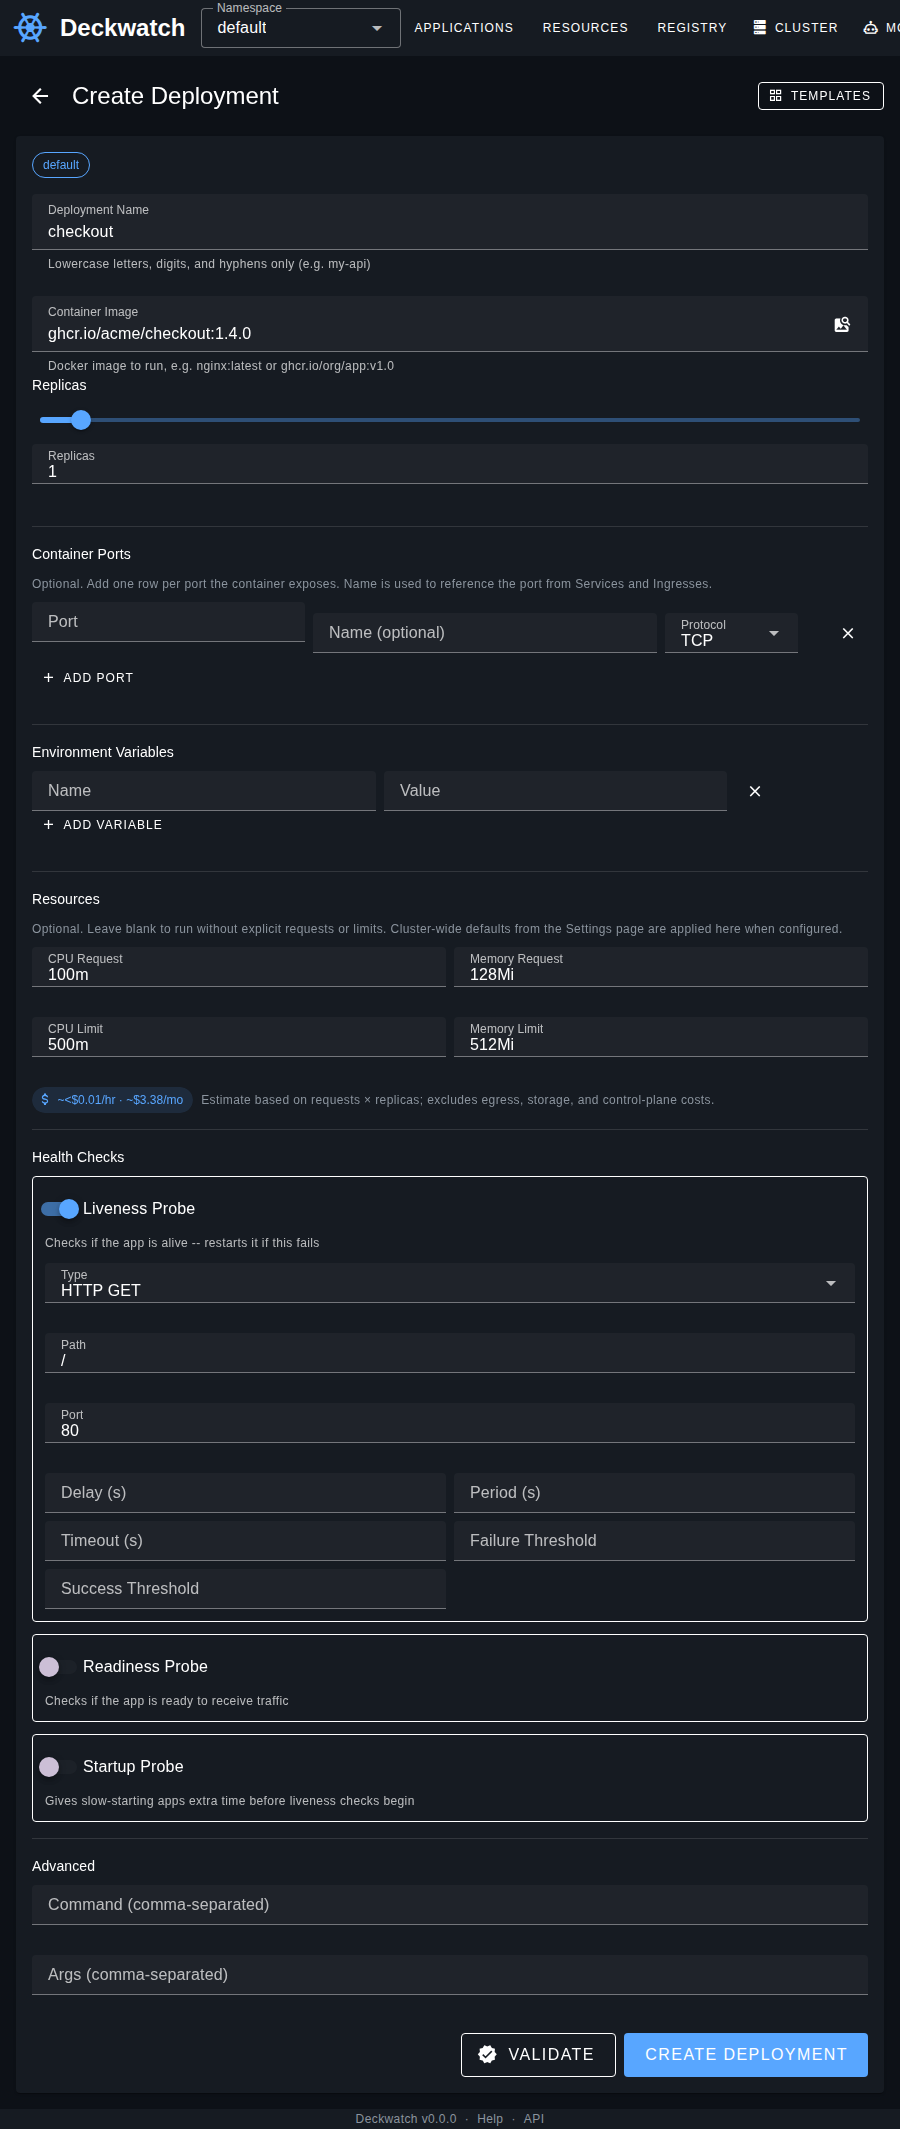 Deckwatch
Namespace
default
APPLICATIONS RESOURCES REGISTRY CLUSTER
Create Deployment
TEMPLATES
default
Deployment Name
checkout
Lowercase letters, digits, and hyphens only (e.g. my-api)
Container Image
ghcr.io/acme/checkout:1.4.0
Docker image to run, e.g. nginx:latest or ghcr.io/org/app:v1.0
Replicas
Replicas
1
Container Ports
Optional. Add one row per port the container exposes. Name is used to reference the port from Services and Ingresses.
Port
Name (optional)
Protocol
TCP
+ ADD PORT
Environment Variables
Name
Value
+ ADD VARIABLE
Resources
Optional. Leave blank to run without explicit requests or limits. Cluster-wide defaults from the Settings page are applied here when configured.
CPU Request
100m
Memory Request
128Mi
CPU Limit
500m
Memory Limit
512Mi
$ ~<$0.01/hr · ~$3.38/mo
Estimate based on requests × replicas; excludes egress, storage, and control-plane costs.
Health Checks
Liveness Probe
Checks if the app is alive -- restarts it if this fails
Type
HTTP GET
Path
/
Port
80
Delay (s)
Period (s)
Timeout (s)
Failure Threshold
Success Threshold
Readiness Probe
Checks if the app is ready to receive traffic
Startup Probe
Gives slow-starting apps extra time before liveness checks begin
Advanced
Command (comma-separated)
Args (comma-separated)
VALIDATE
CREATE DEPLOYMENT
Deckwatch v0.0.0 · Help · API